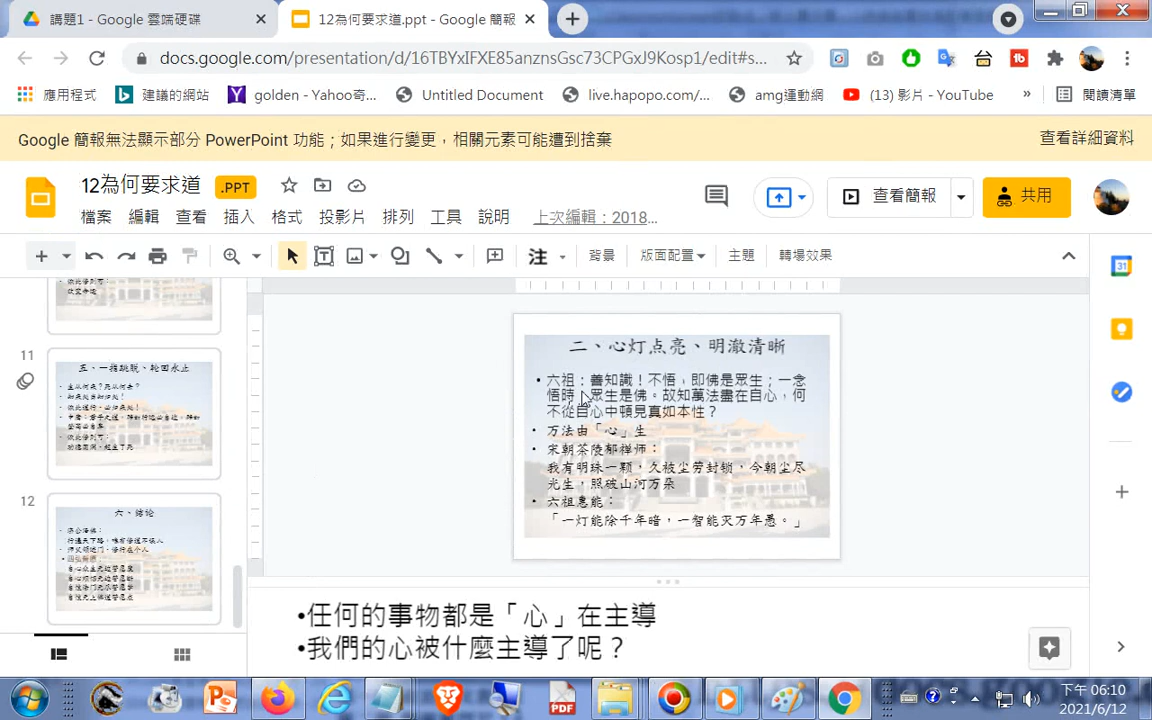 講題1 - Google 雲端硬碟
12為何要求道.ppt - Google 簡報
docs.google.com/presentation/d/16TBYxIFXE85anznsGsc73CPGxJ9Kosp1/edit#s...
應用程式
建議的網站
golden - Yahoo奇...
Untitled Document
live.hapopo.com/...
amg運動網
(13) 影片 - YouTube
»
閱讀清單
Google 簡報無法顯示部分 PowerPoint 功能；如果進行變更，相關元素可能遭到捨棄
查看詳細資料
12為何要求道
.PPT
查看簡報
共用
檔案 編輯 查看 插入 格式 投影片 排列 工具 說明 上次編輯：2018...
注 背景 版面配置 主題 轉場效果
31
11
五、一指跳脫、轮回永止
12
六、结论
二、心灯点亮、明澈清晰
•六祖：善知識！不悟，即佛是眾生；一念
悟時，眾生是佛。故知萬法盡在自心，何
不從自心中頓見真如本性？
•万法由「心」生
•宋朝茶陵郁禅师：
我有明珠一颗，久被尘劳封锁，今朝尘尽
光生，照破山河万朵
•六祖惠能：
「一灯能除千年暗，一智能灭万年愚。」
•任何的事物都是「心」在主導
•我們的心被什麼主導了呢？
PDF
下午 06:10
2021/6/12